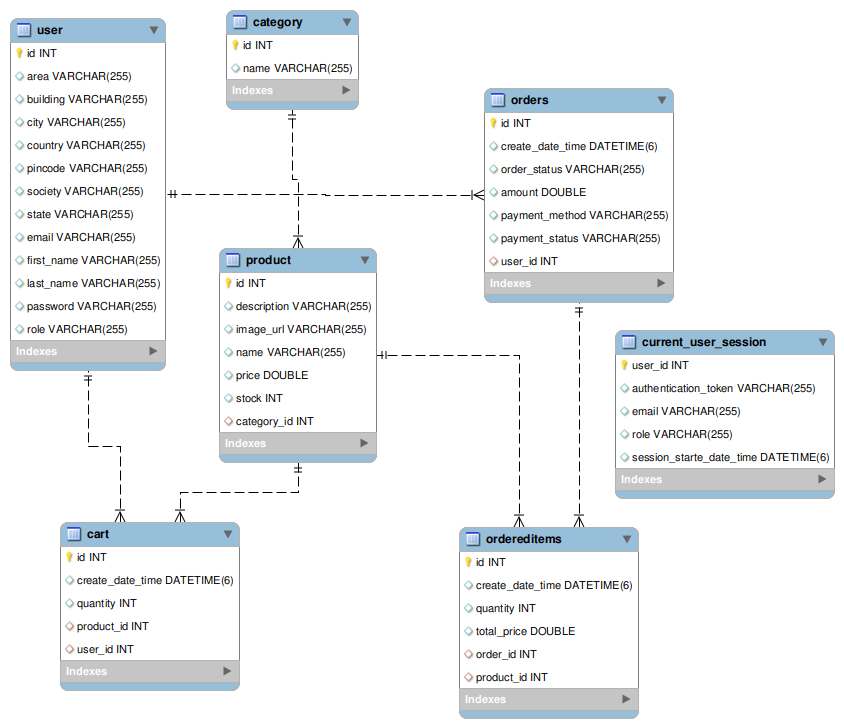 user
id INT
area VARCHAR(255)
building VARCHAR(255)
city VARCHAR(255)
country VARCHAR(255)
pincode VARCHAR(255)
society VARCHAR(255)
state VARCHAR(255)
email VARCHAR(255)
first_name VARCHAR(255)
last_name VARCHAR(255)
password VARCHAR(255)
role VARCHAR(255)
Indexes
category
id INT
name VARCHAR(255)
Indexes
orders
id INT
create_date_time DATETIME(6)
order_status VARCHAR(255)
amount DOUBLE
payment_method VARCHAR(255)
payment_status VARCHAR(255)
user_id INT
Indexes
product
id INT
description VARCHAR(255)
image_url VARCHAR(255)
name VARCHAR(255)
price DOUBLE
stock INT
category_id INT
Indexes
current_user_session
user_id INT
authentication_token VARCHAR(255)
email VARCHAR(255)
role VARCHAR(255)
session_starte_date_time DATETIME(6)
Indexes
cart
id INT
create_date_time DATETIME(6)
quantity INT
product_id INT
user_id INT
Indexes
ordereditems
id INT
create_date_time DATETIME(6)
quantity INT
total_price DOUBLE
order_id INT
product_id INT
Indexes